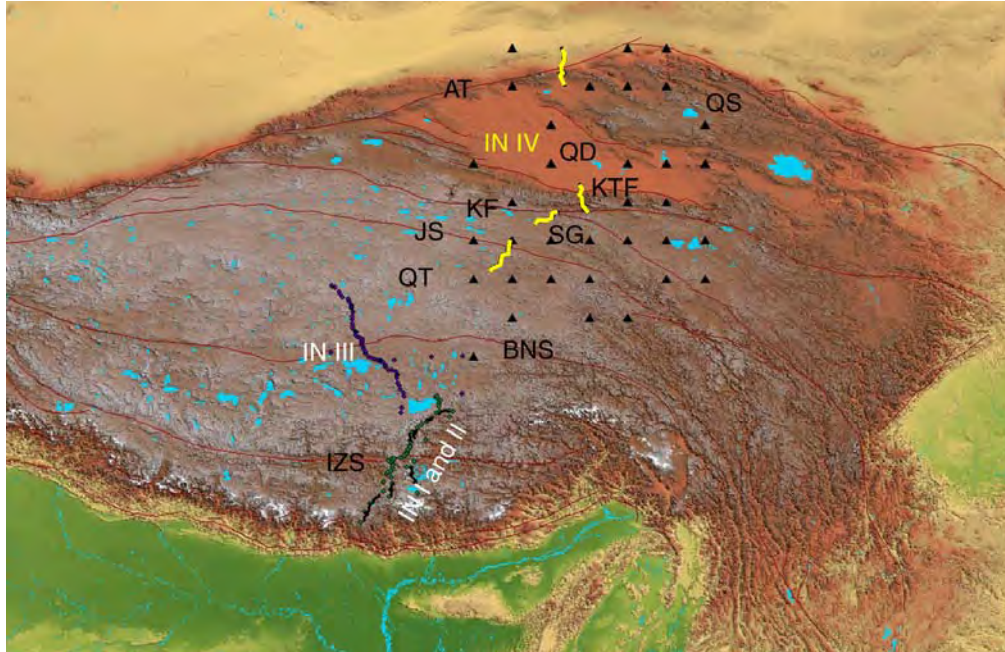 AT
QS
IN IV
QD
KTF
KF
JS
SG
QT
IN III
BNS
IZS
IN I and II